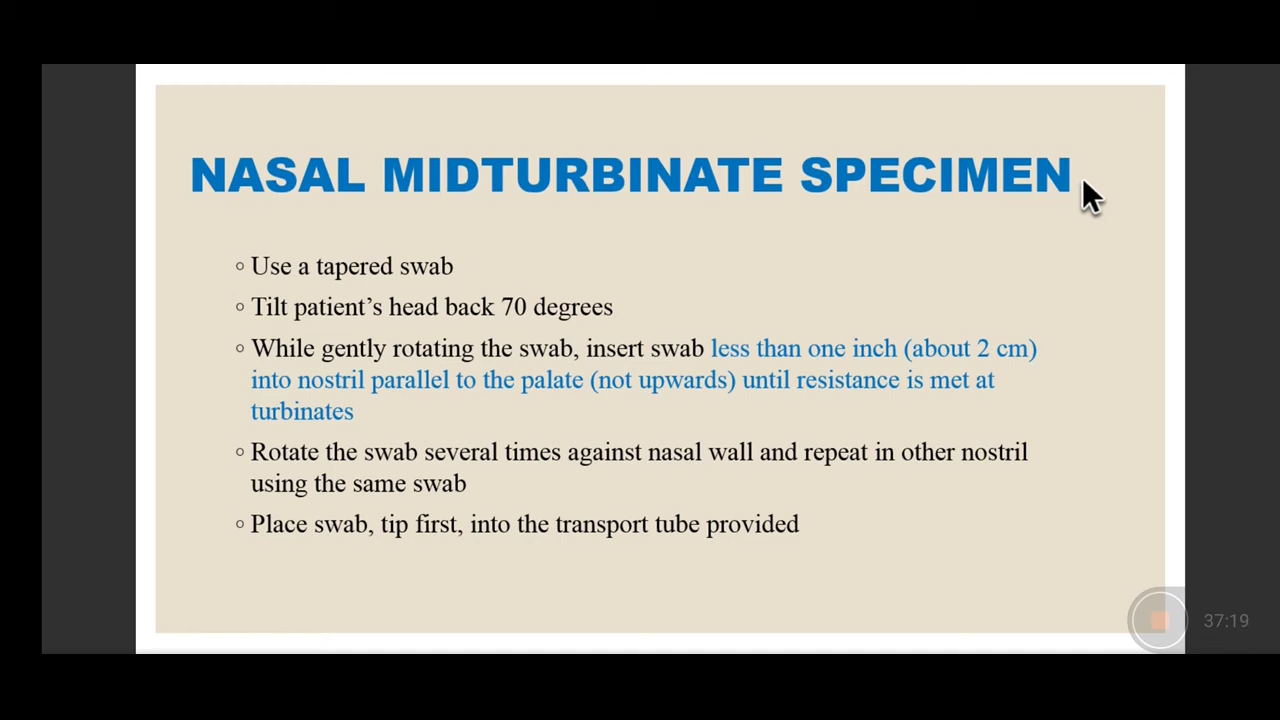 NASAL MIDTURBINATE SPECIMEN
◦ Use a tapered swab
◦ Tilt patient’s head back 70 degrees
◦ While gently rotating the swab, insert swab less than one inch (about 2 cm)
into nostril parallel to the palate (not upwards) until resistance is met at
turbinates
◦ Rotate the swab several times against nasal wall and repeat in other nostril
using the same swab
◦ Place swab, tip first, into the transport tube provided
37:19